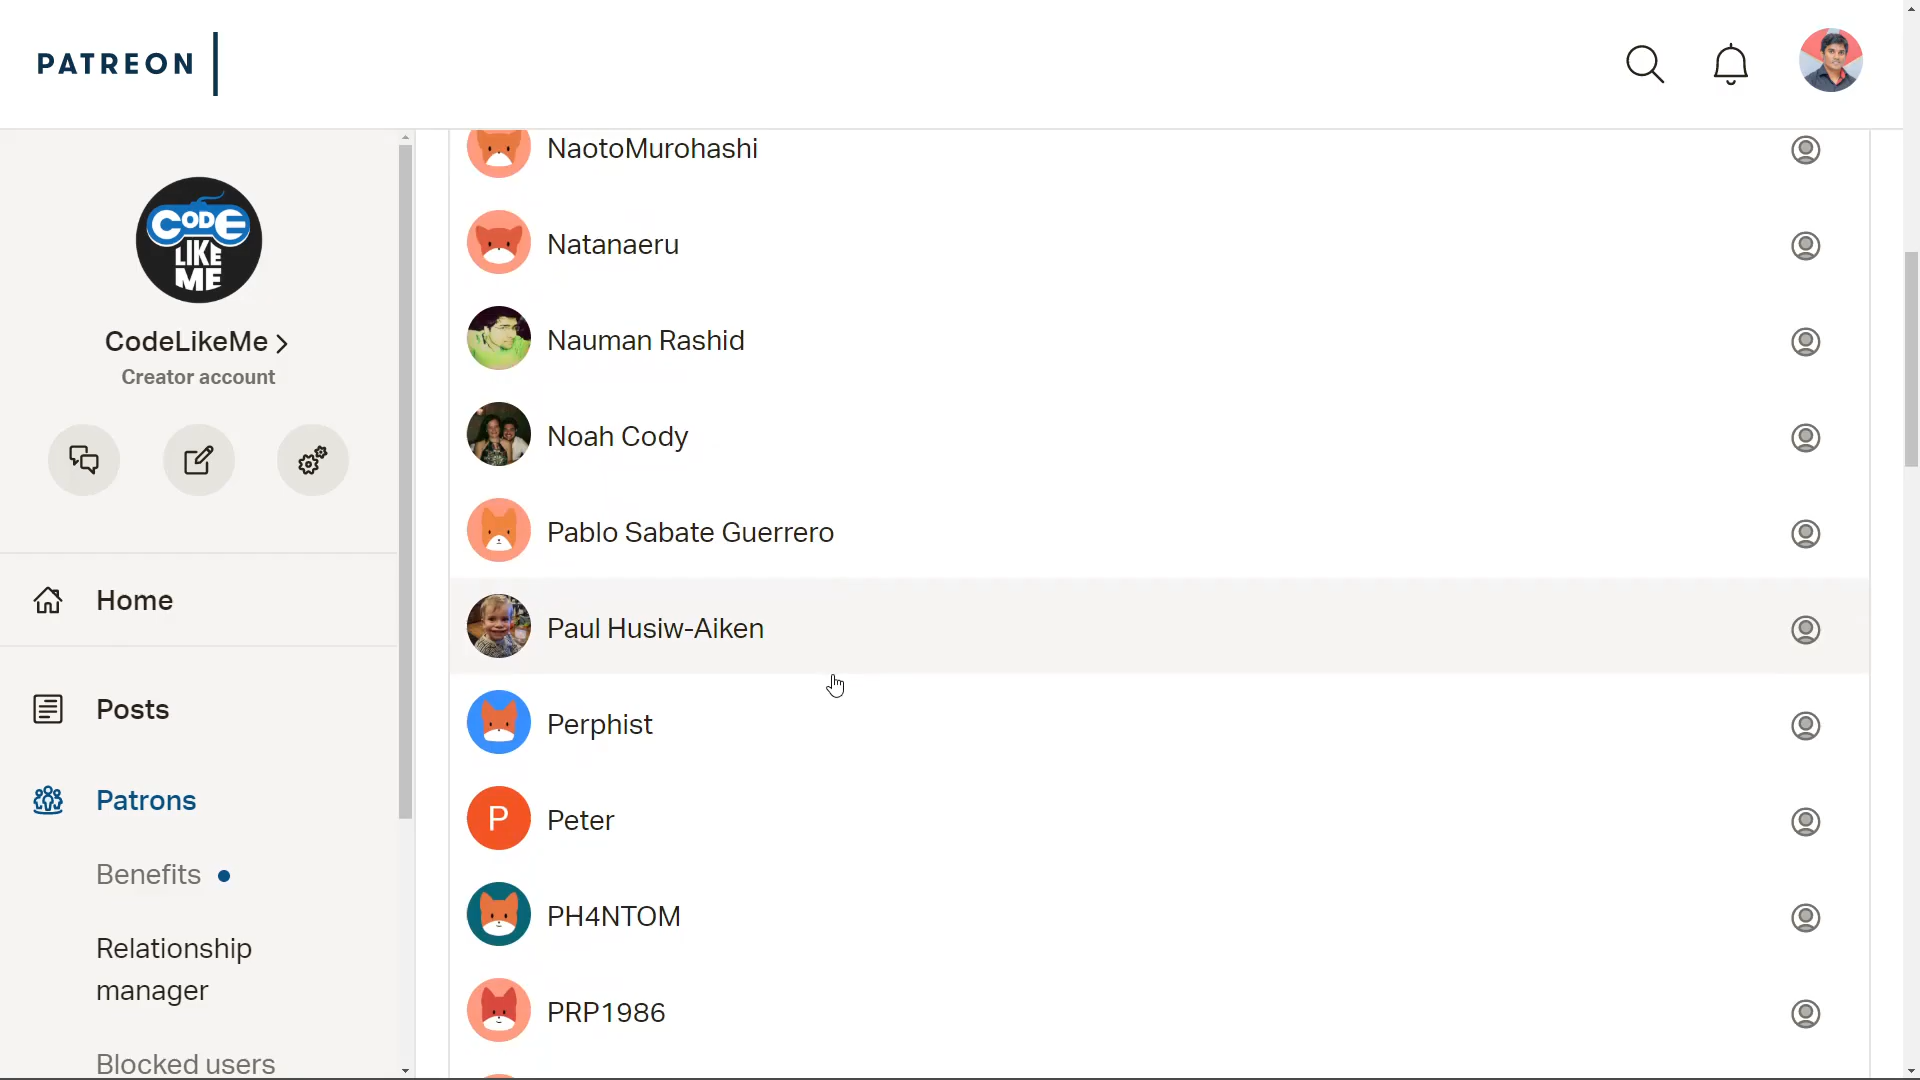 PATREON
CODE
LIKE
ME
CodeLikeMe
Creator account
Home
Posts
Patrons
Benefits
Relationship
manager
Blocked users
NaotoMurohashi
Natanaeru
Nauman Rashid
Noah Cody
Pablo Sabate Guerrero
Paul Husiw-Aiken
Perphist
P
Peter
PH4NTOM
PRP1986